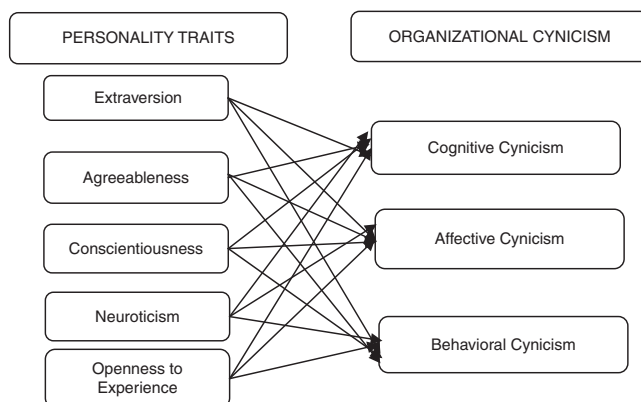 PERSONALITY TRAITS
ORGANIZATIONAL CYNICISM
Extraversion
Agreeableness
Conscientiousness
Neuroticism
Openness to
Experience
Cognitive Cynicism
Affective Cynicism
Behavioral Cynicism